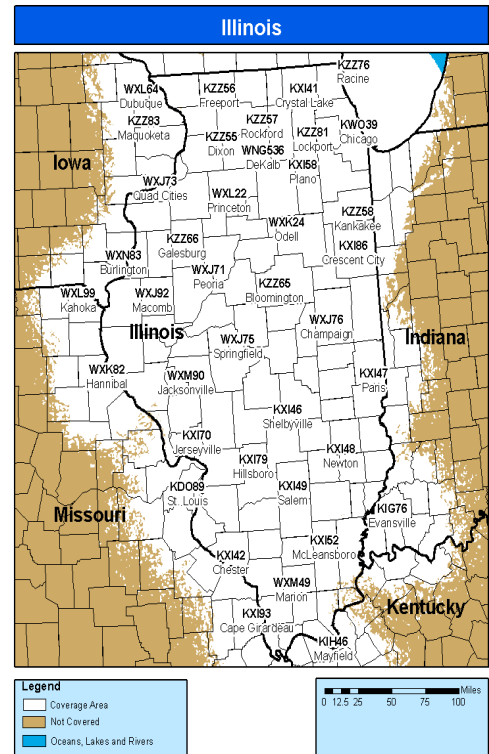 Illinois
KZZ76
Racine
WXL64
Dubuque
KZZ56
Freeport
KXI41
Crystal Lake
KZZ83
Maquoketa
KZZ57
Rockford
KZZ55
Dixon
KZZ81
Lockport
KWO39
Chicago
WNG536
DeKalb
KXI58
Plano
Iowa
WXJ73
Quad Cities
WXL22
Princeton
KZZ58
Kankakee
WXK24
Odell
KZZ66
Galesburg
KXI86
Crescent City
WXN83
Burlington
WXJ71
Peoria
KZZ65
Bloomington
WXL99
Kahoka
WXJ92
Macomb
Illinois
WXJ76
Champaign
Indiana
WXJ75
Springfield
WXK82
Hannibal
WXM90
Jacksonville
KXI47
Paris
KXI46
Shelbyville
KXI70
Jerseyville
KXI79
Hillsboro
KXI48
Newton
KDO89
St. Louis
KXI49
Salem
Missouri
KIG76
Evansville
KXI42
Chester
KXI52
McLeansboro
WXM49
Marion
Kentucky
KXI93
Cape Girardeau
KIH46
Mayfield
Legend
Coverage Area
Not Covered
Oceans, Lakes and Rivers
Miles
0 12.5 25 50 75 100